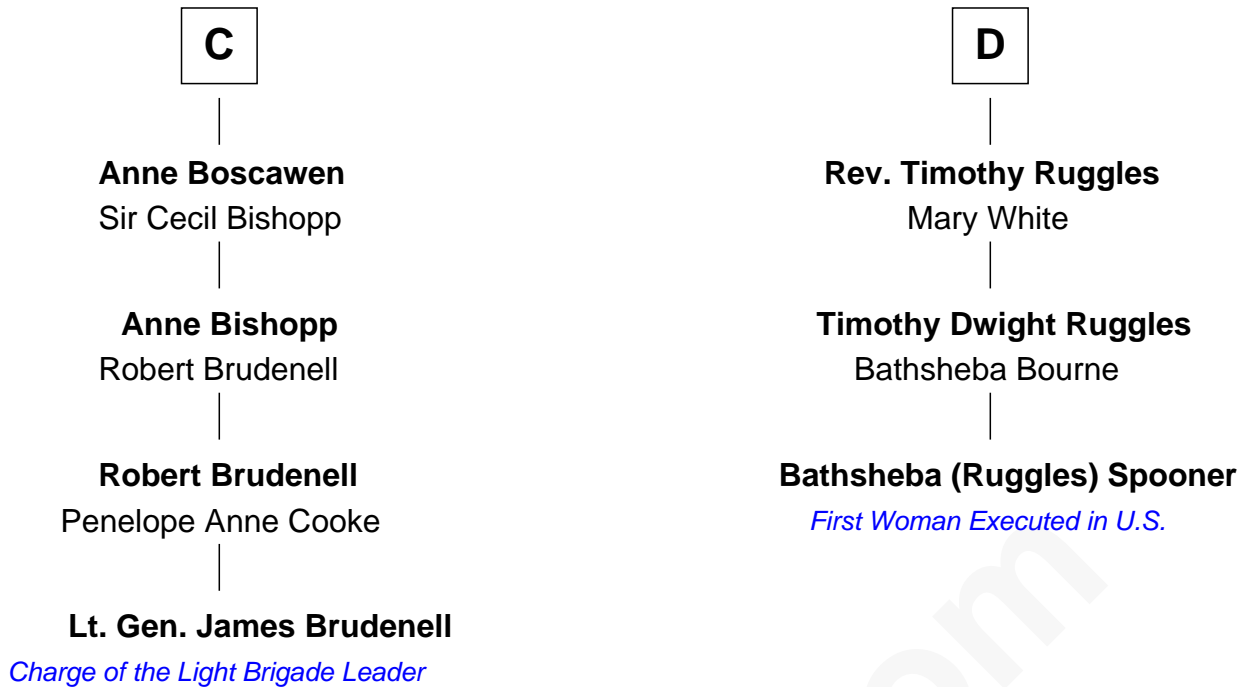 C
Anne Boscawen
Sir Cecil Bishopp
Anne Bishopp
Robert Brudenell
Robert Brudenell
Penelope Anne Cooke
Lt. Gen. James Brudenell
Charge of the Light Brigade Leader
D
Rev. Timothy Ruggles
Mary White
Timothy Dwight Ruggles
Bathsheba Bourne
Bathsheba (Ruggles) Spooner
First Woman Executed in U.S.
om